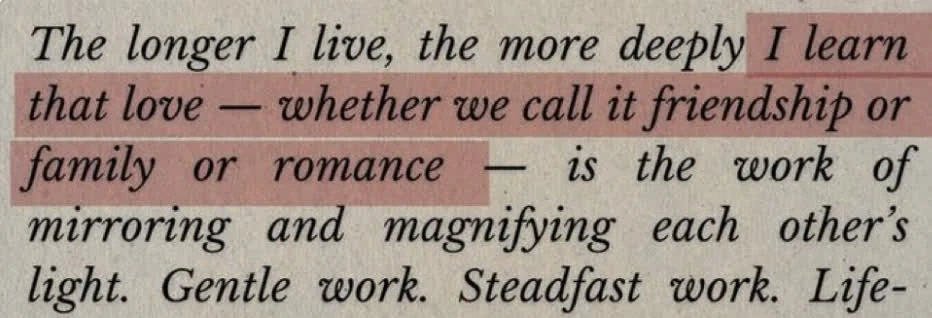 The longer I live, the more deeply I learn
that love — whether we call it friendship or
family or romance — is the work of
mirroring and magnifying each other’s
light. Gentle work. Steadfast work. Life-